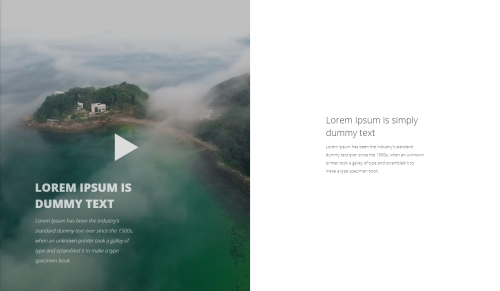 LOREM IPSUM IS
DUMMY TEXT
Lorem Ipsum has been the industry's
dummy text ever since the 1500s,
when an unknown printer took a galley of
type and scrambled it to make a type
specimen book.
Lorem Ipsum is simply
dummy text
Lorem Ipsum has been the industry's standard
dummy text ever since the 1500s, when an unknown
printer took a galley of type and scrambled it to
make a type specimen book.